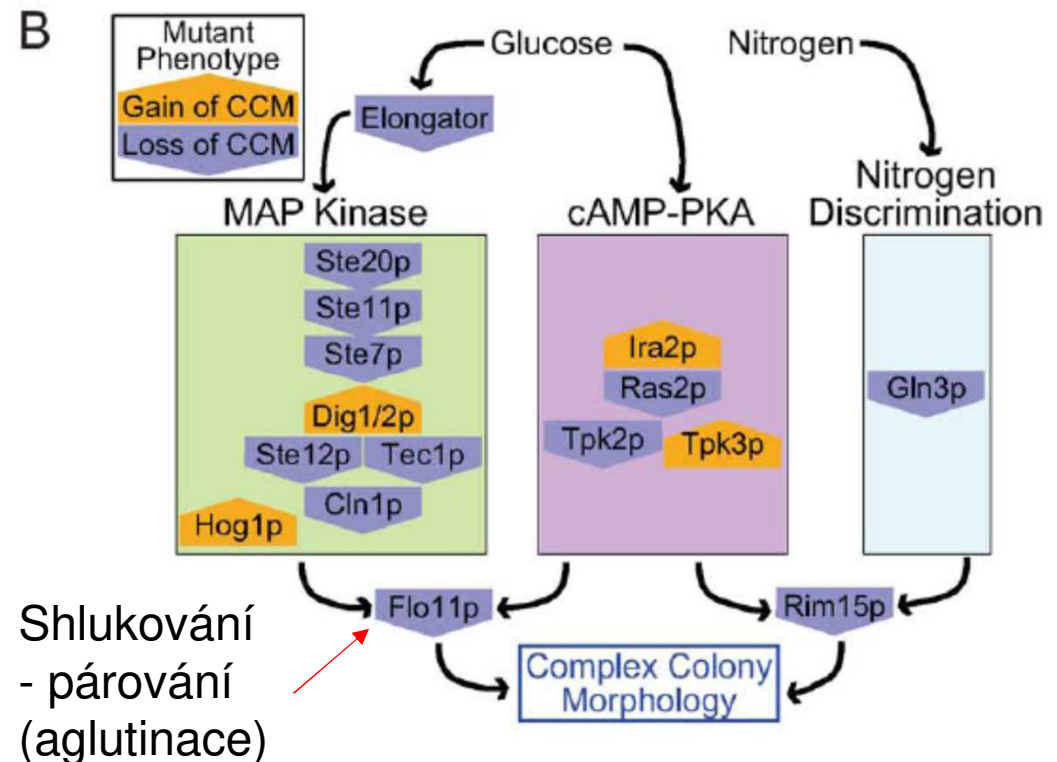 B
Mutant
Phenotype
Gain of CCM
Loss of CCM
Glucose
Nitrogen
Elongator
MAP Kinase
cAMP-PKA
Nitrogen
Discrimination
Ste20p
Ste11p
Ste7p
Dig1/2p
Ste12p
Tec1p
Cln1p
Hog1p
Ira2p
Ras2p
Tpk2p
Tpk3p
Gln3p
Flo11p
Rim15p
Shlukování
- párování
(aglutinace)
Complex Colony
Morphology